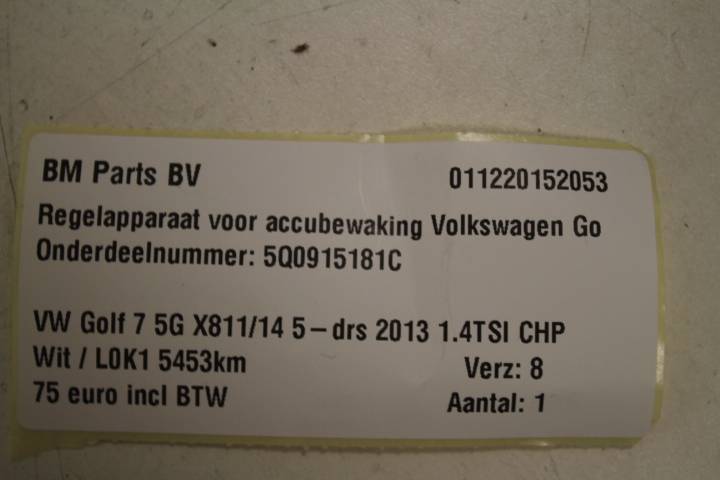 BM Parts BV 011220152053
Regelapparaat voor accubewaking Volkswagen Go
Onderdeelnummer: 5Q0915181C
VW Golf 7 5G X811/14 5-drs 2013 1.4TSI CHP
Wit / L0K1 5453km Verz: 8
75 euro incl BTW Aantal: 1